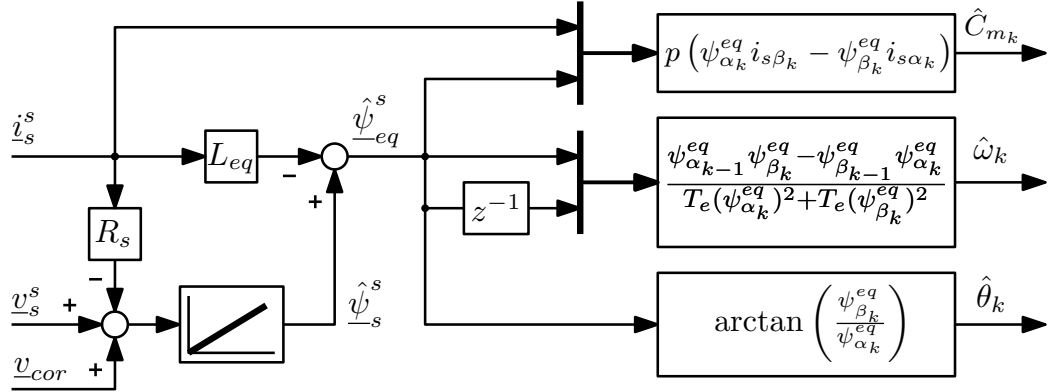 Ĉ_{m_k}
p (ψ^{eq}_{α_k} i_{sβ_k} − ψ^{eq}_{β_k} i_{sα_k})
i^s_s
L_{eq}
−
+
ψ̂^s_{eq}
(ψ^{eq}_{α_{k−1}} ψ^{eq}_{β_k} − ψ^{eq}_{β_{k−1}} ψ^{eq}_{α_k}) / (T_e(ψ^{eq}_{α_k})^2 + T_e(ψ^{eq}_{β_k})^2)
ω̂_k
z^{−1}
R_s
−
v^s_s
+
ψ̂^s_s
arctan (ψ^{eq}_{β_k} / ψ^{eq}_{α_k})
θ̂_k
v_{cor}
+